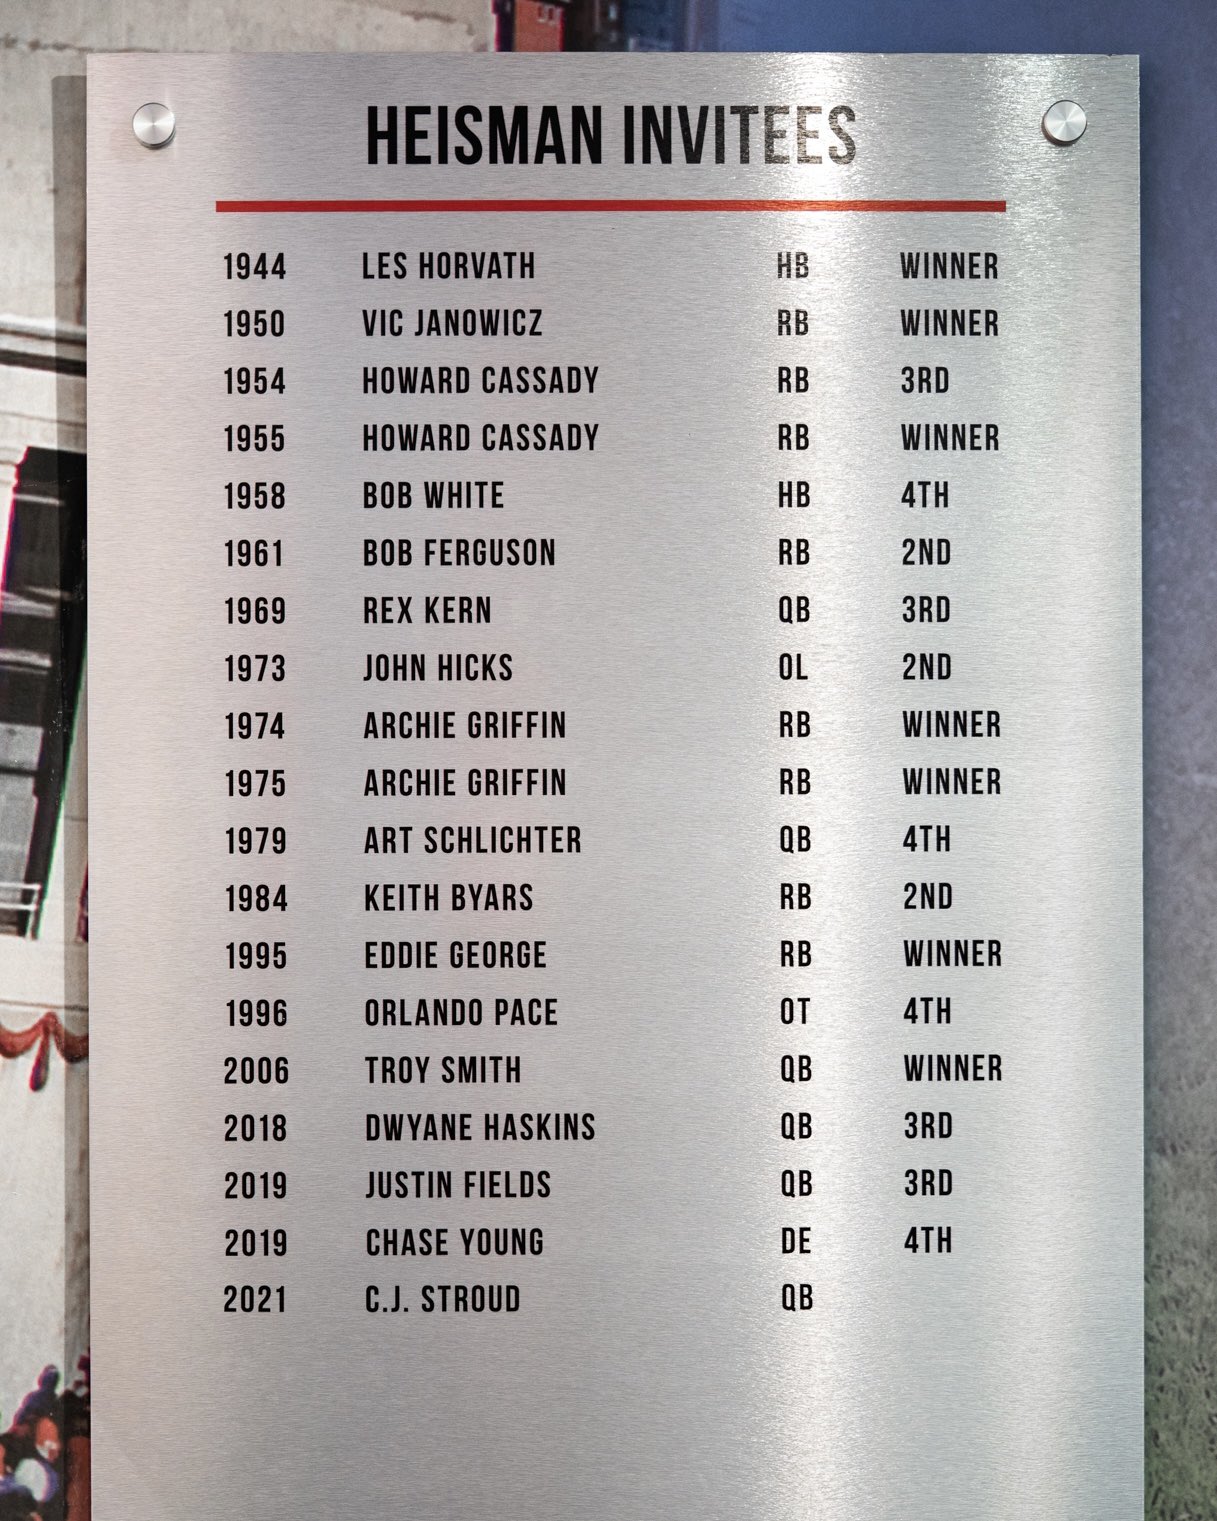 HEISMAN INVITEES
1944 LES HORVATH HB WINNER
1950 VIC JANOWICZ RB WINNER
1954 HOWARD CASSADY RB 3RD
1955 HOWARD CASSADY RB WINNER
1958 BOB WHITE HB 4TH
1961 BOB FERGUSON RB 2ND
1969 REX KERN QB 3RD
1973 JOHN HICKS OL 2ND
1974 ARCHIE GRIFFIN RB WINNER
1975 ARCHIE GRIFFIN RB WINNER
1979 ART SCHLICHTER QB 4TH
1984 KEITH BYARS RB 2ND
1995 EDDIE GEORGE RB WINNER
1996 ORLANDO PACE OT 4TH
2006 TROY SMITH QB WINNER
2018 DWYANE HASKINS QB 3RD
2019 JUSTIN FIELDS QB 3RD
2019 CHASE YOUNG DE 4TH
2021 C.J. STROUD QB